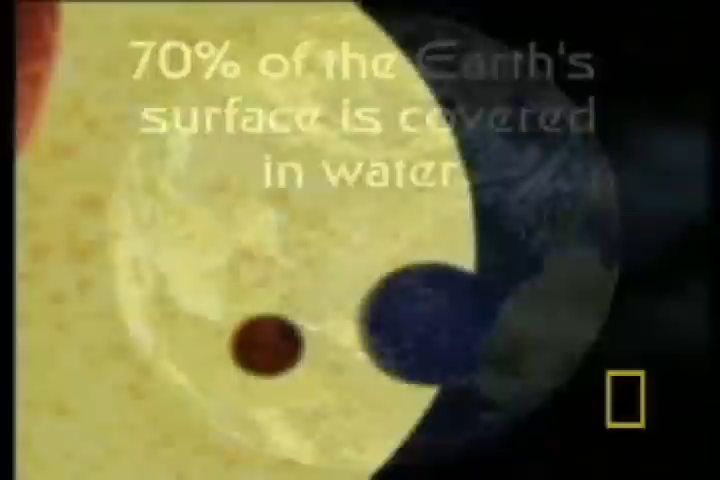 70% of the Earth's
surface is covered
in water.